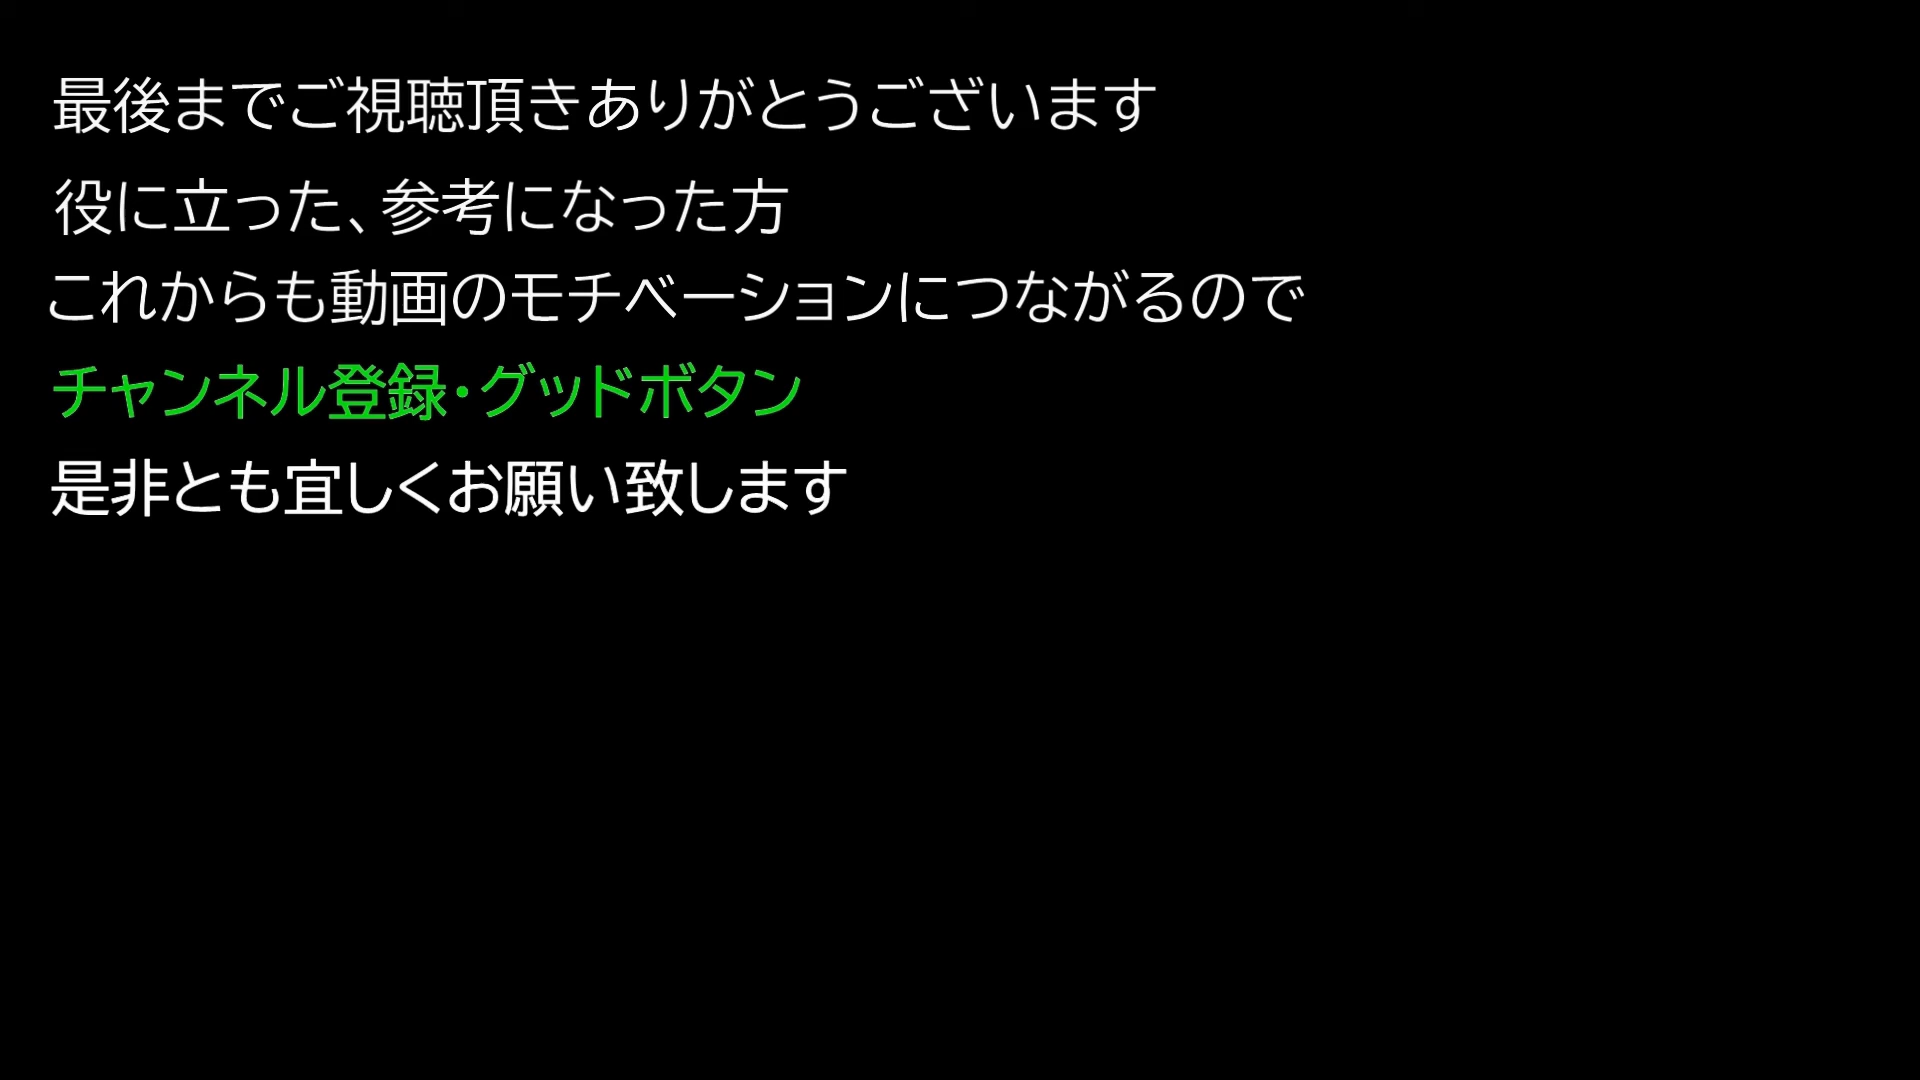 最後までご視聴頂きありがとうございます
役に立った、参考になった方
これからも動画のモチベーションにつながるので
チャンネル登録・グッドボタン
是非とも宜しくお願い致します